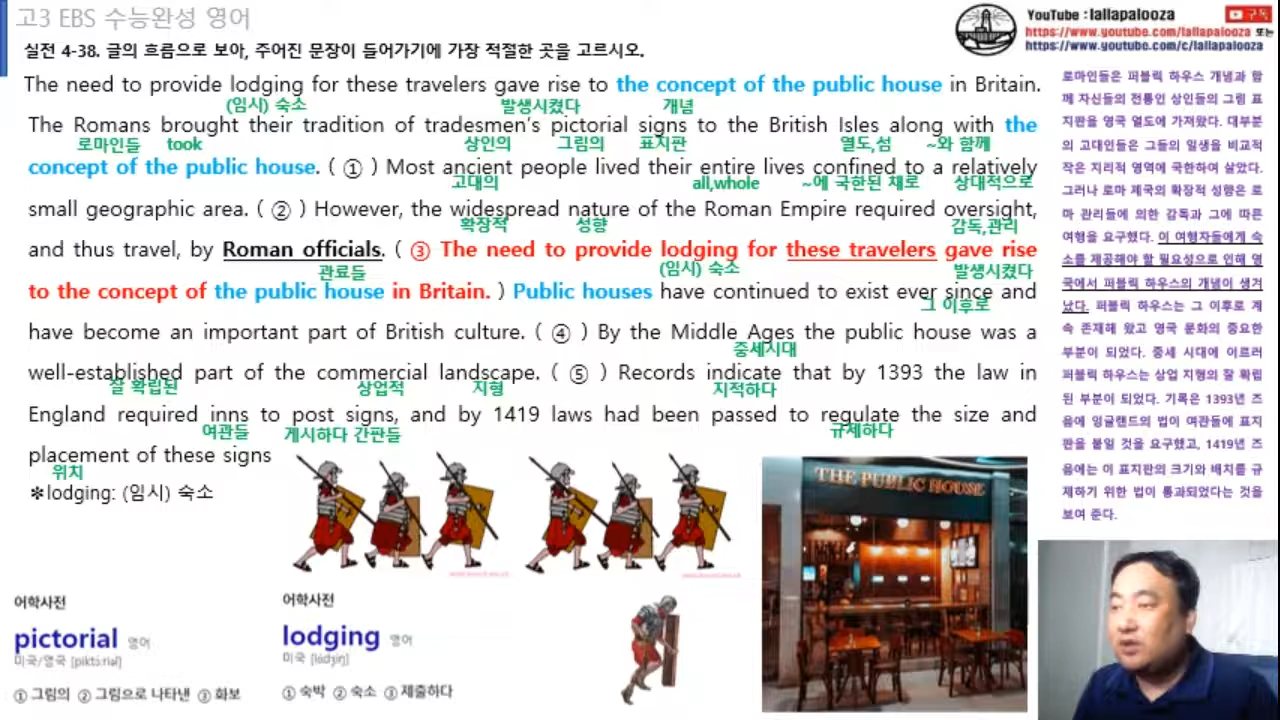 고3 EBS 수능완성 영어
YouTube : lallapalooza
구독
https://www.youtube.com/lallapalooza 또는
https://www.youtube.com/c/lallapalooza
실전 4-38. 글의 흐름으로 보아, 주어진 문장이 들어가기에 가장 적절한 곳을 고르시오.
The need to provide lodging for these travelers gave rise to the concept of the public house in Britain.
(임시) 숙소 발생시켰다 개념
The Romans brought their tradition of tradesmen's pictorial signs to the British Isles along with the
로마인들 took 상인의 그림의 표지판 열도,섬 ~와 함께
concept of the public house. ( ① ) Most ancient people lived their entire lives confined to a relatively
고대의 all,whole ~에 국한된 채로 상대적으로
small geographic area. ( ② ) However, the widespread nature of the Roman Empire required oversight,
확장적 성향 감독,관리
and thus travel, by Roman officials. ( ③ The need to provide lodging for these travelers gave rise
관료들 (임시) 숙소 발생시켰다
to the concept of the public house in Britain. ) Public houses have continued to exist ever since and
그 이후로
have become an important part of British culture. ( ④ ) By the Middle Ages the public house was a
중세시대
well-established part of the commercial landscape. ( ⑤ ) Records indicate that by 1393 the law in
잘 확립된 상업적 지형 지적하다
England required inns to post signs, and by 1419 laws had been passed to regulate the size and
여관들 게시하다 간판들 규제하다
placement of these signs
위치
＊lodging: (임시) 숙소
로마인들은 퍼블릭 하우스 개념과 함
께 자신들의 전통인 상인들의 그림 표
지판을 영국 열도에 가져왔다. 대부분
의 고대인들은 그들의 일생을 비교적
작은 지리적 영역에 국한하여 살았다.
그러나 로마 제국의 확장적 성향은 로
마 관리들에 의한 감독과 그에 따른
여행을 요구했다. 이 여행자들에게 숙
소를 제공해야 할 필요성으로 인해 영
국에서 퍼블릭 하우스의 개념이 생겨
났다. 퍼블릭 하우스는 그 이후로 계
속 존재해 왔고 영국 문화의 중요한
부분이 되었다. 중세 시대에 이르러
퍼블릭 하우스는 상업 지형의 잘 확립
된 부분이 되었다. 기록은 1393년 즈
음에 잉글랜드의 법이 여관들에 표지
판을 붙일 것을 요구했고, 1419년 즈
음에는 이 표지판의 크기와 배치를 규
제하기 위한 법이 통과되었다는 것을
보여 준다.
THE PUBLIC HOUSE
어학사전
pictorial 영어
미국/영국 [piktɔ́ːriəl]
① 그림의 ② 그림으로 나타낸 ③ 화보
어학사전
lodging 영어
미국 [lɑ́dʒiŋ]
① 숙박 ② 숙소 ③ 제출하다